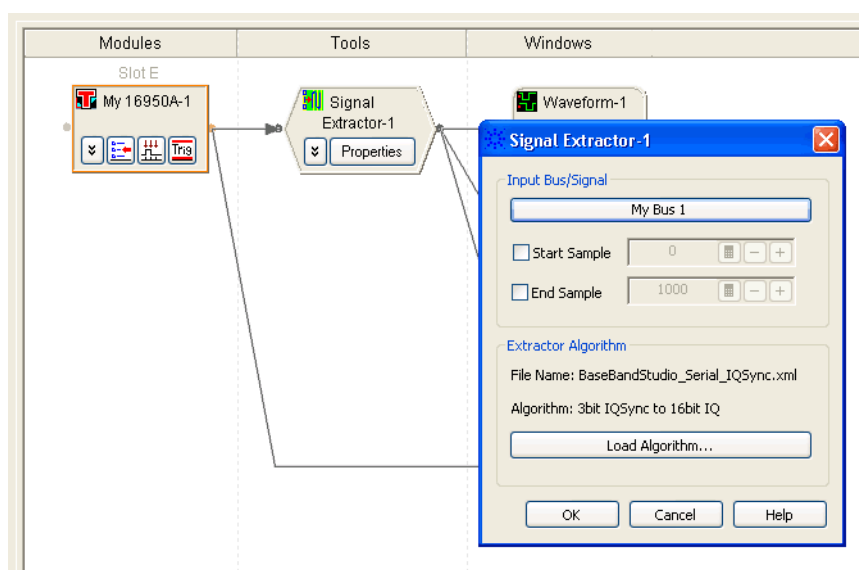 Modules Tools Windows
Slot E
My 16950A-1
Trig
Signal
Extractor-1
Properties
Waveform-1
Signal Extractor-1
Input Bus/Signal
My Bus 1
Start Sample 0
End Sample 1000
Extractor Algorithm
File Name: BaseBandStudio_Serial_IQSync.xml
Algorithm: 3bit IQSync to 16bit IQ
Load Algorithm...
OK Cancel Help